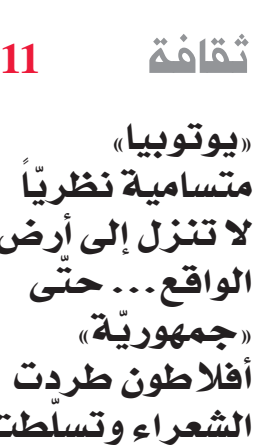 ثقافة 11
«يوتوبيا»
متسامية نظريّاً
لا تنزل إلى أرض
الواقع... حتّى
«جمهوريّة»
أفلاطون طردت
الشعراء وتسلّطت